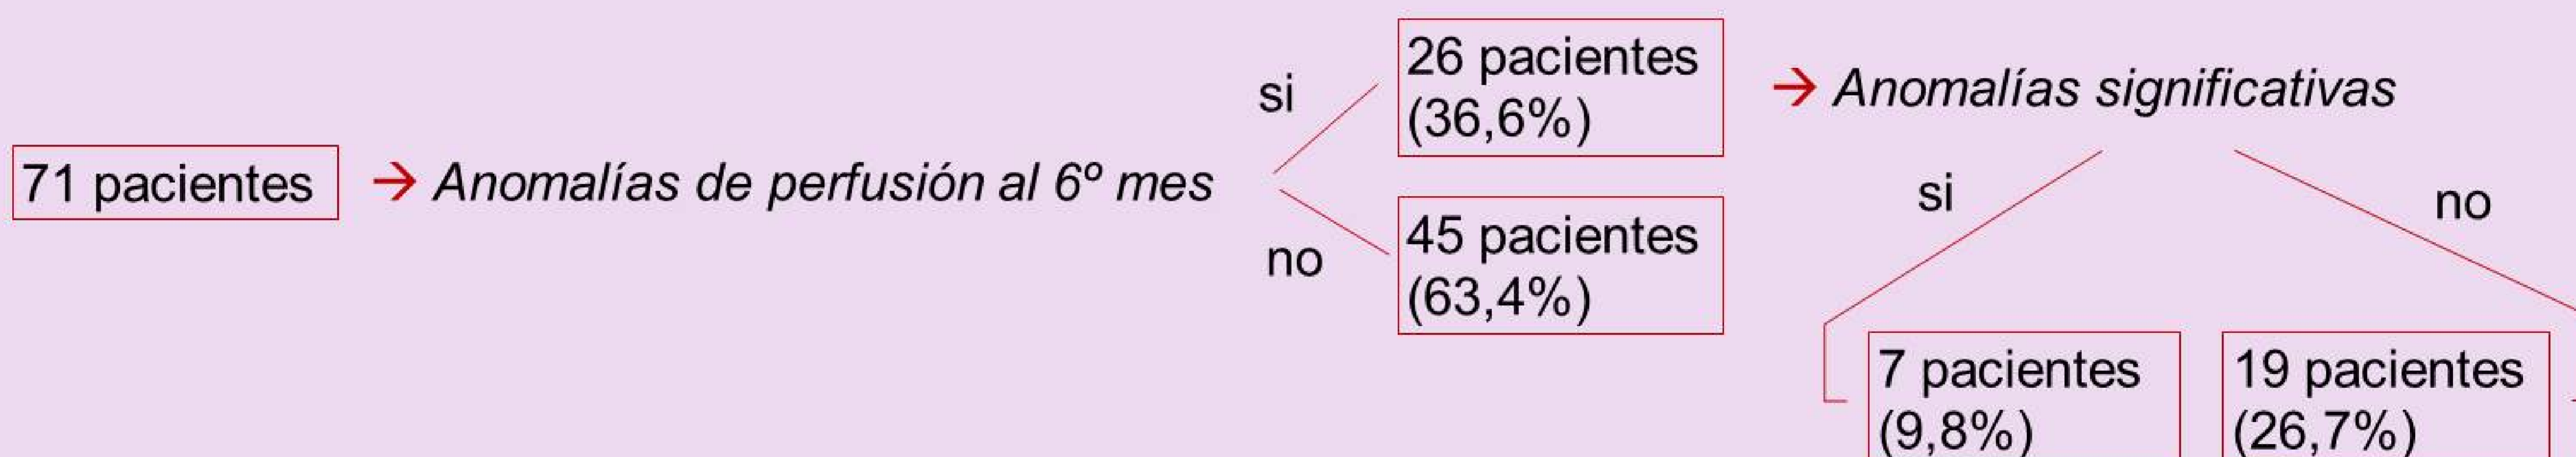 71 pacientes
→ Anomalías de perfusión al 6º mes
si
26 pacientes
(36,6%)
no
45 pacientes
(63,4%)
→ Anomalías significativas
si
7 pacientes
(9,8%)
no
19 pacientes
(26,7%)